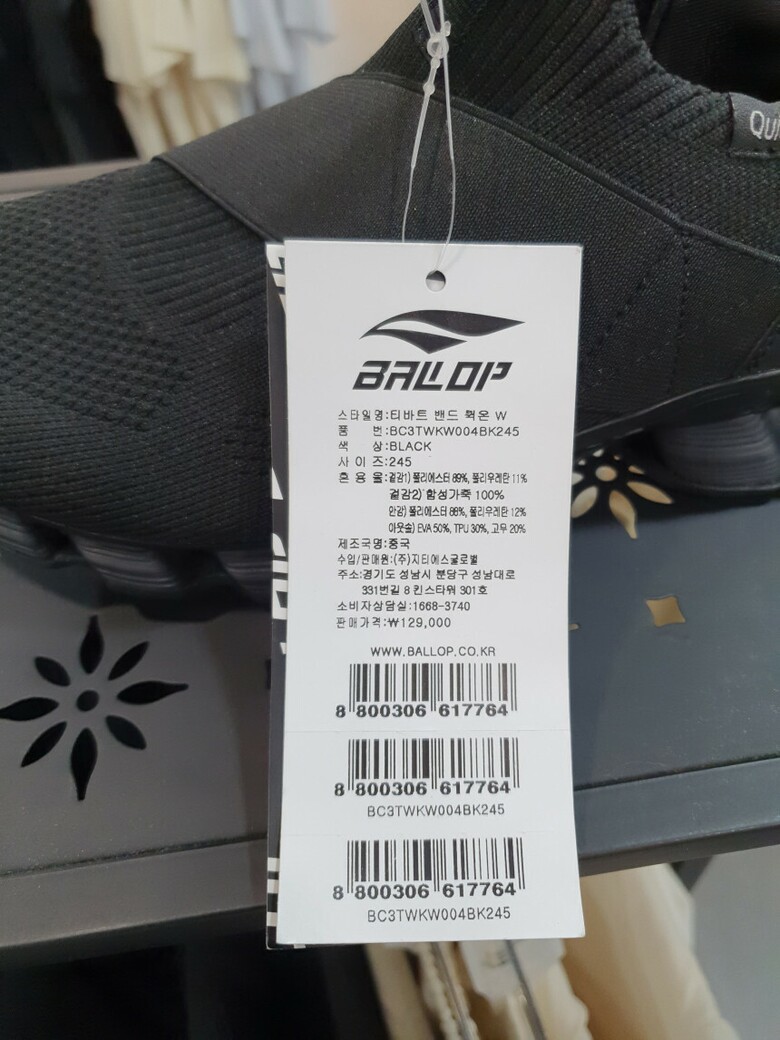 Qu
BALLOP
스타일명:티바트 밴드 퀵온 W
품 번:BC3TWKW004BK245
색 상:BLACK
사 이 즈:245
혼 용 율:겉감1) 폴리에스터 89%, 폴리우레탄 11%
겉감2) 합성가죽 100%
안감) 폴리에스터 88%, 폴리우레탄 12%
아웃솔) EVA 50%, TPU 30%, 고무 20%
제조국명:중국
수입/판매원:(주)지티에스글로벌
주소:경기도 성남시 분당구 성남대로
331번길 8 킨스타워 301호
소비자상담실:1668-3740
판매가격:₩129,000
WWW.BALLOP.CO.KR
8 800306 617764
8 800306 617764
BC3TWKW004BK245
8 800306 617764
BC3TWKW004BK245